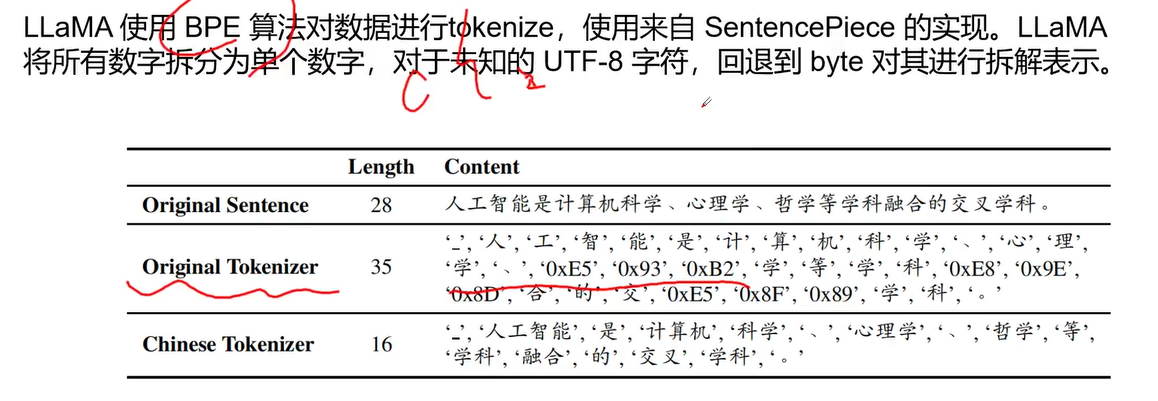 LLaMA 使用 BPE 算法对数据进行tokenize，使用来自 SentencePiece 的实现。LLaMA
将所有数字拆分为单个数字，对于未知的 UTF-8 字符，回退到 byte 对其进行拆解表示。
Length Content
Original Sentence 28 人工智能是计算机科学、心理学、哲学等学科融合的交叉学科。
‘_’, ‘人’, ‘工’, ‘智’, ‘能’, ‘是’, ‘计’, ‘算’, ‘机’, ‘科’, ‘学’, ‘、’, ‘心’, ‘理’,
Original Tokenizer 35 ‘学’, ‘、’, ‘0xE5’, ‘0x93’, ‘0xB2’, ‘学’, ‘等’, ‘学’, ‘科’, ‘0xE8’, ‘0x9E’,
‘0x8D’, ‘合’, ‘的’, ‘交’, ‘0xE5’, ‘0x8F’, ‘0x89’, ‘学’, ‘科’, ‘。’
‘_’, ‘人工智能’, ‘是’, ‘计算机’, ‘科学’, ‘、’, ‘心理学’, ‘、’, ‘哲学’, ‘等’,
Chinese Tokenizer 16 ‘学科’, ‘融合’, ‘的’, ‘交叉’, ‘学科’, ‘。’